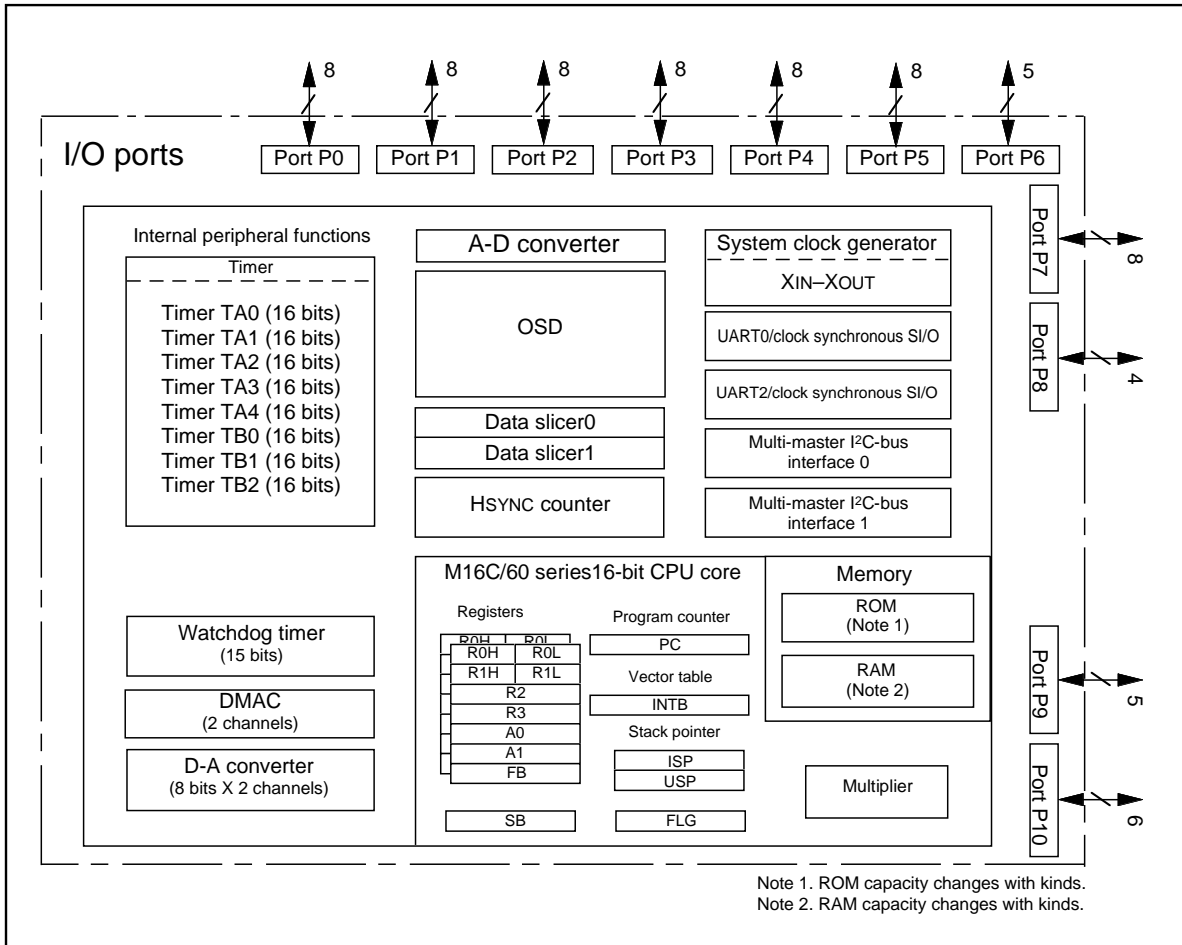 8 8 8 8 8 8 5
I/O ports
Port P0 Port P1 Port P2 Port P3 Port P4 Port P5 Port P6
Port P7
8
Port P8
4
Port P9
5
Port P10
6
Internal peripheral functions
Timer
Timer TA0 (16 bits)
Timer TA1 (16 bits)
Timer TA2 (16 bits)
Timer TA3 (16 bits)
Timer TA4 (16 bits)
Timer TB0 (16 bits)
Timer TB1 (16 bits)
Timer TB2 (16 bits)
Watchdog timer
(15 bits)
DMAC
(2 channels)
D-A converter
(8 bits X 2 channels)
A-D converter
OSD
Data slicer0
Data slicer1
HSYNC counter
System clock generator
XIN–XOUT
UART0/clock synchronous SI/O
UART2/clock synchronous SI/O
Multi-master I²C-bus
interface 0
Multi-master I²C-bus
interface 1
M16C/60 series16-bit CPU core
Registers
R0H R0L
R0H R0L
R1H R1L
R2
R3
A0
A1
FB
SB
Program counter
PC
Vector table
INTB
Stack pointer
ISP
USP
FLG
Memory
ROM
(Note 1)
RAM
(Note 2)
Multiplier
Note 1. ROM capacity changes with kinds.
Note 2. RAM capacity changes with kinds.